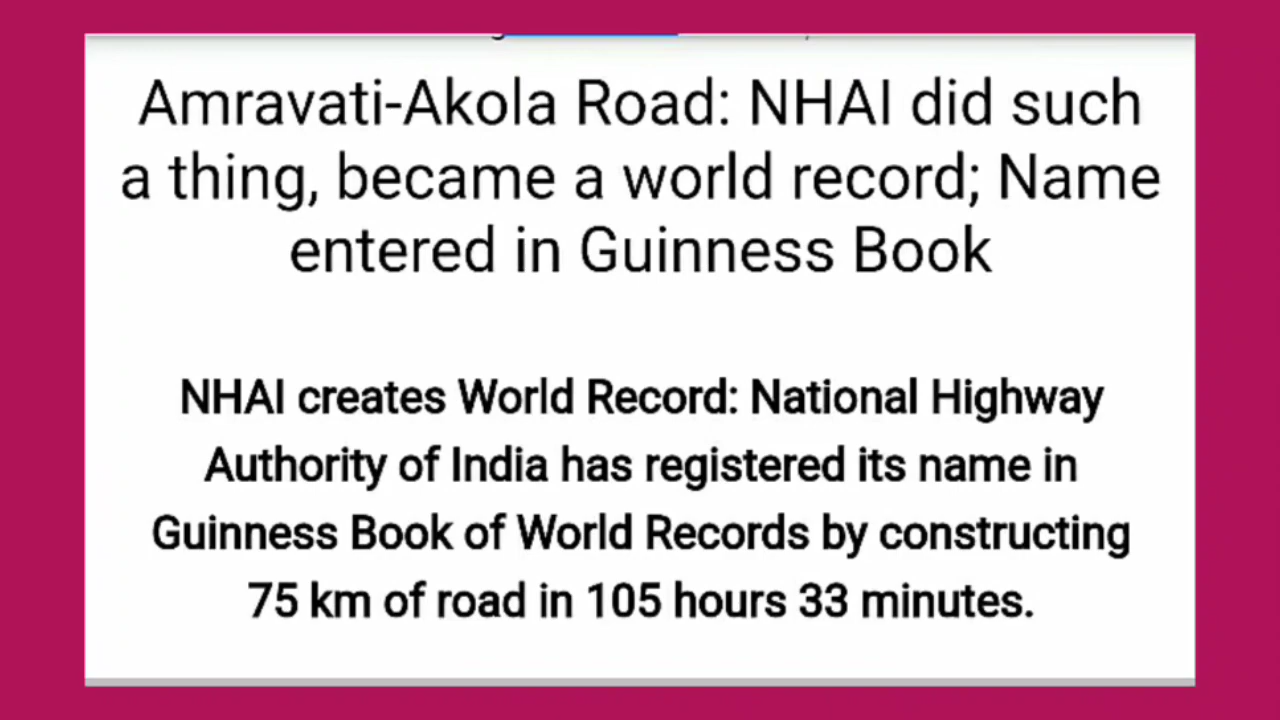 Amravati-Akola Road: NHAI did such
a thing, became a world record; Name
entered in Guinness Book
NHAI creates World Record: National Highway
Authority of India has registered its name in
Guinness Book of World Records by constructing
75 km of road in 105 hours 33 minutes.